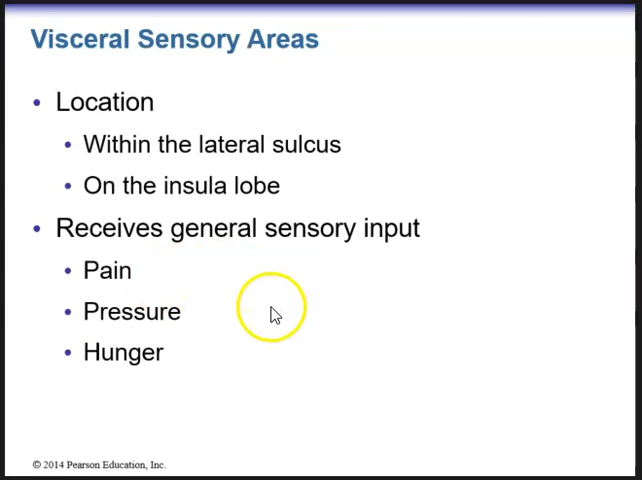 Visceral Sensory Areas
• Location
• Within the lateral sulcus
• On the insula lobe
• Receives general sensory input
• Pain
• Pressure
• Hunger
© 2014 Pearson Education, Inc.